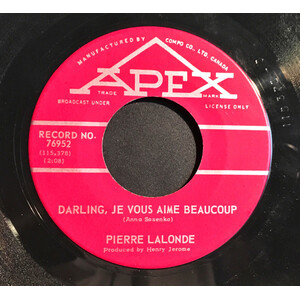 MANUFACTURED BY COMPO CO., LTD., CANADA
APEX
TRADE MARK
BROADCAST UNDER LICENSE ONLY
RECORD NO.
76952
(115,378)
(2:08)
DARLING, JE VOUS AIME BEAUCOUP
(Anna Sosenko)
PIERRE LALONDE
Produced by Henry Jerome